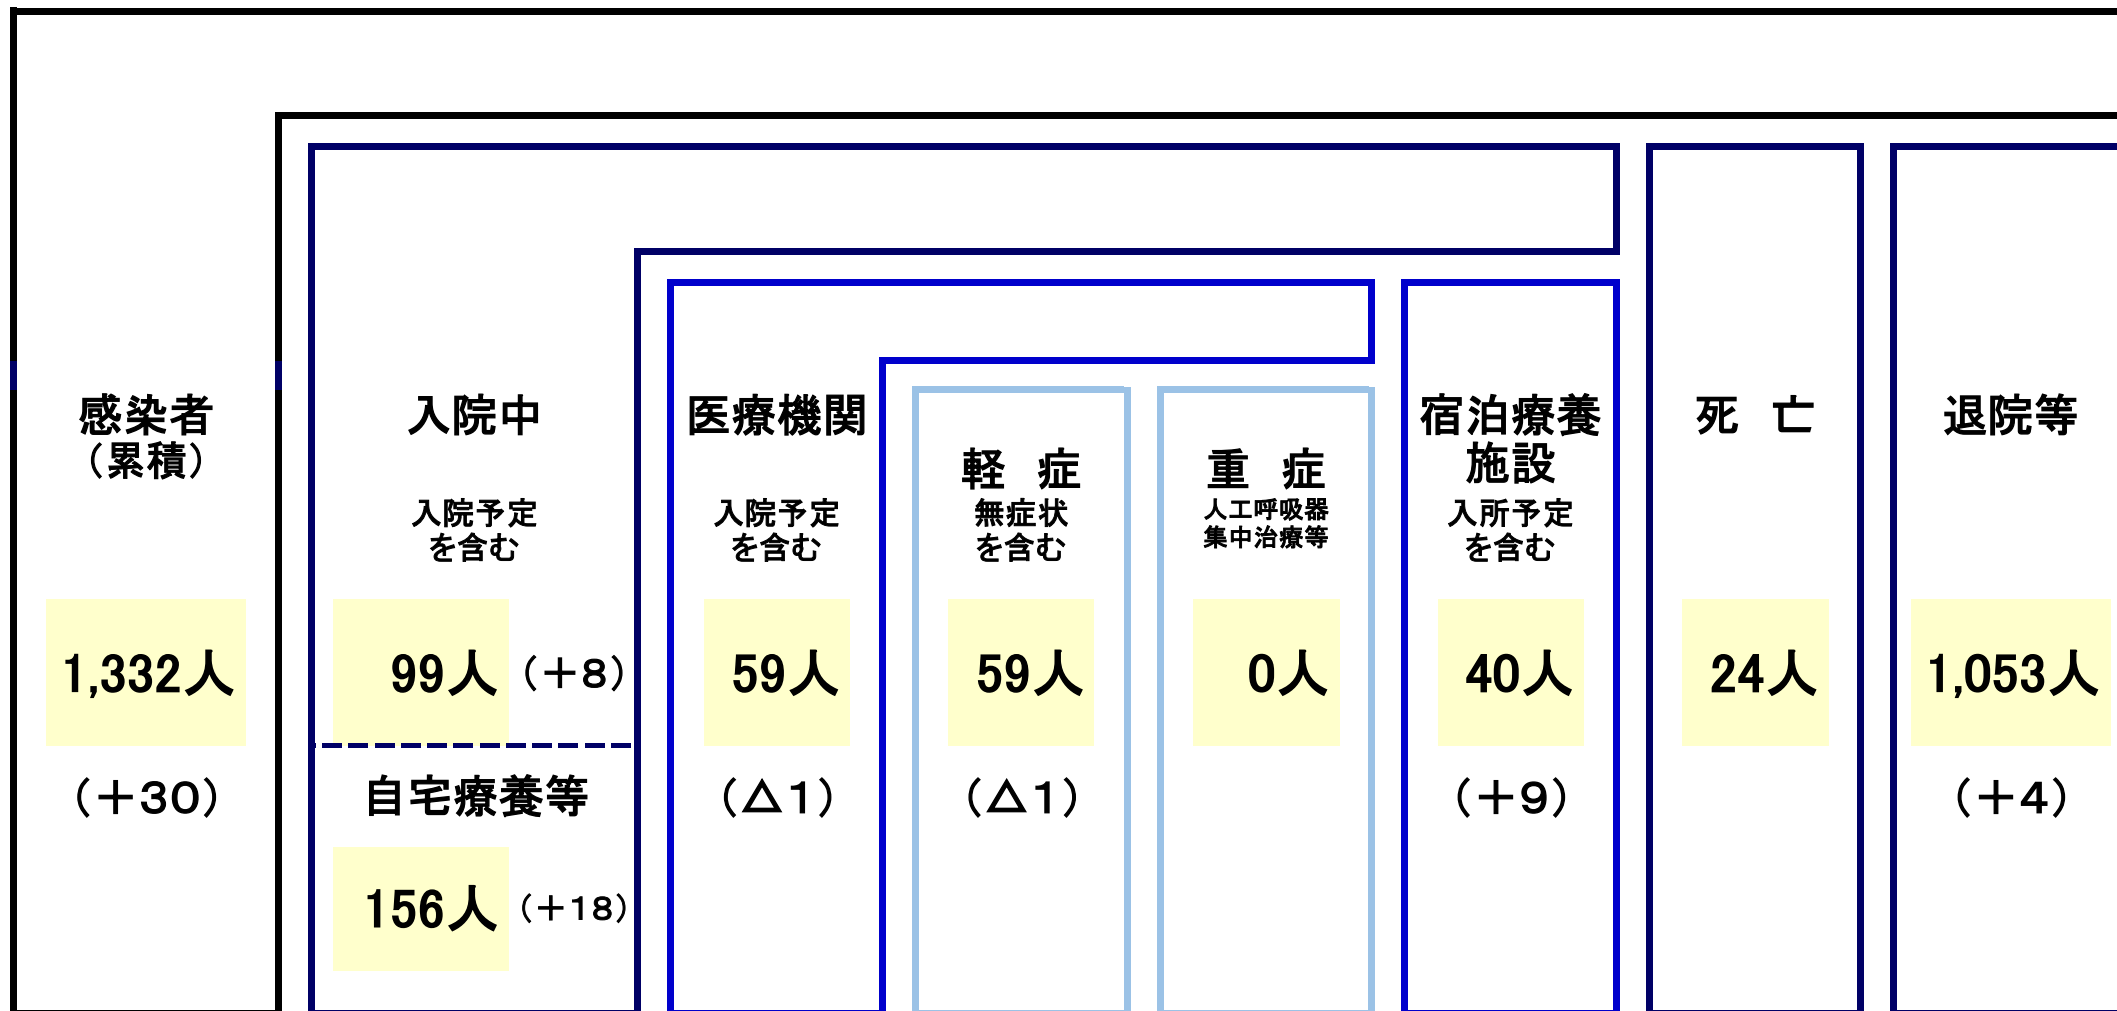 感染者
（累積）
1,332人
（＋30）
入院中
入院予定
を含む
99人（＋8）
自宅療養等
156人（＋18）
医療機関
入院予定
を含む
59人
（△1）
軽　症
無症状
を含む
59人
（△1）
重　症
人工呼吸器
集中治療等
0人
宿泊療養
施設
入所予定
を含む
40人
（＋9）
死　亡
24人
退院等
1,053人
（＋4）